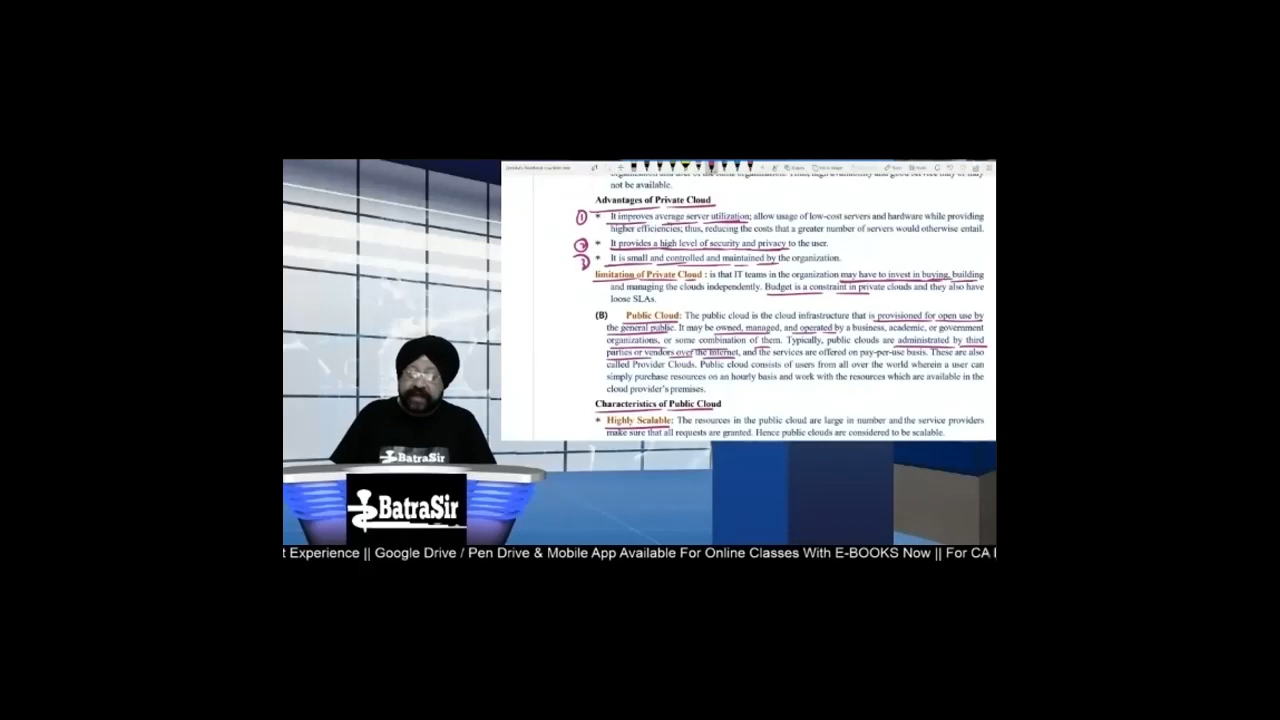 not be available.
Advantages of Private Cloud
① * It improves average server utilization; allow usage of low-cost servers and hardware while providing
higher efficiencies; thus, reducing the costs that a greater number of servers would otherwise entail.
② * It provides a high level of security and privacy to the user.
3 * It is small and controlled and maintained by the organization.
limitation of Private Cloud : is that IT teams in the organization may have to invest in buying, building
and managing the clouds independently. Budget is a constraint in private clouds and they also have
loose SLAs.
(B) Public Cloud: The public cloud is the cloud infrastructure that is provisioned for open use by
the general public. It may be owned, managed, and operated by a business, academic, or government
organizations, or some combination of them. Typically, public clouds are administrated by third
parties or vendors over the Internet, and the services are offered on pay-per-use basis. These are also
called Provider Clouds. Public cloud consists of users from all over the world wherein a user can
simply purchase resources on an hourly basis and work with the resources which are available in the
cloud provider's premises.
Characteristics of Public Cloud
* Highly Scalable: The resources in the public cloud are large in number and the service providers
make sure that all requests are granted. Hence public clouds are considered to be scalable.
BatraSir
BatraSir
t Experience || Google Drive / Pen Drive & Mobile App Available For Online Classes With E-BOOKS Now || For CA